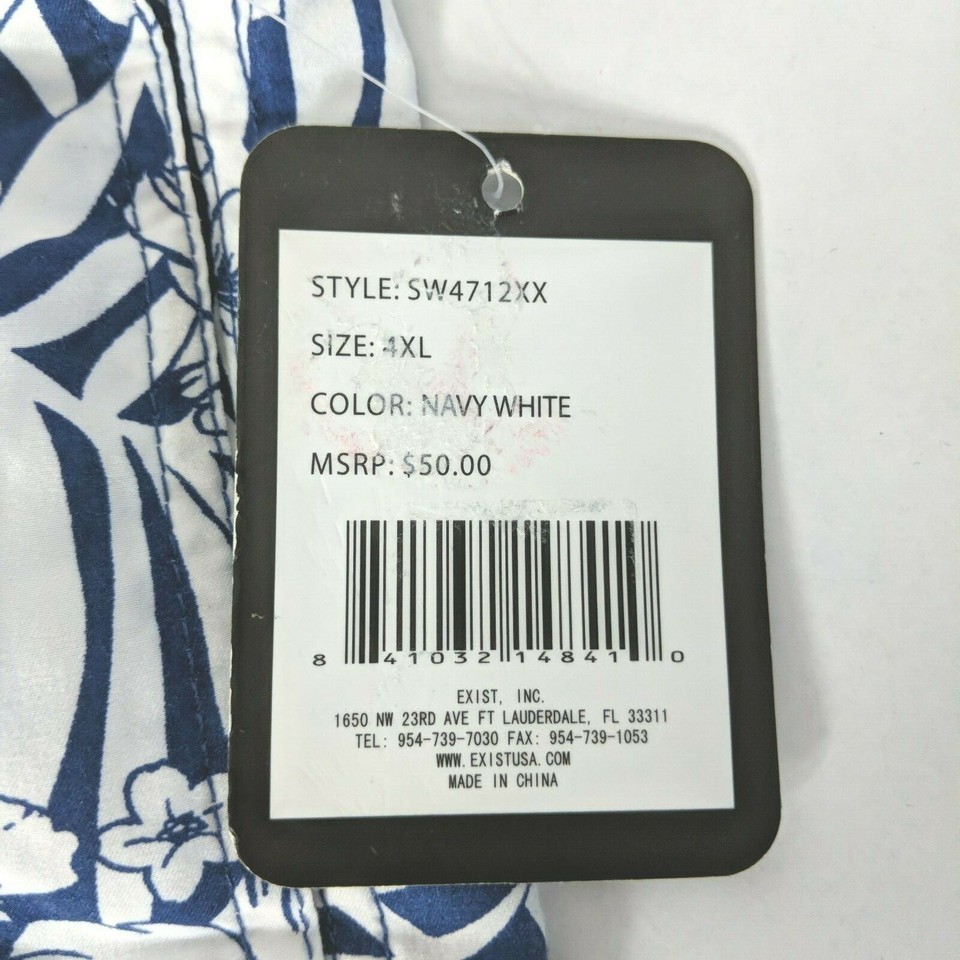 STYLE: SW4712XX
SIZE: 4XL
COLOR: NAVY WHITE
MSRP: $50.00
8 41032 14841 0
EXIST, INC.
1650 NW 23RD AVE FT LAUDERDALE, FL 33311
TEL: 954-739-7030 FAX: 954-739-1053
WWW.EXISTUSA.COM
MADE IN CHINA